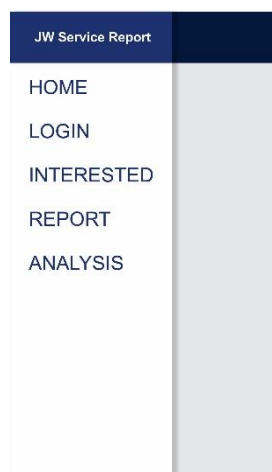 JW Service Report
HOME
LOGIN
INTERESTED
REPORT
ANALYSIS